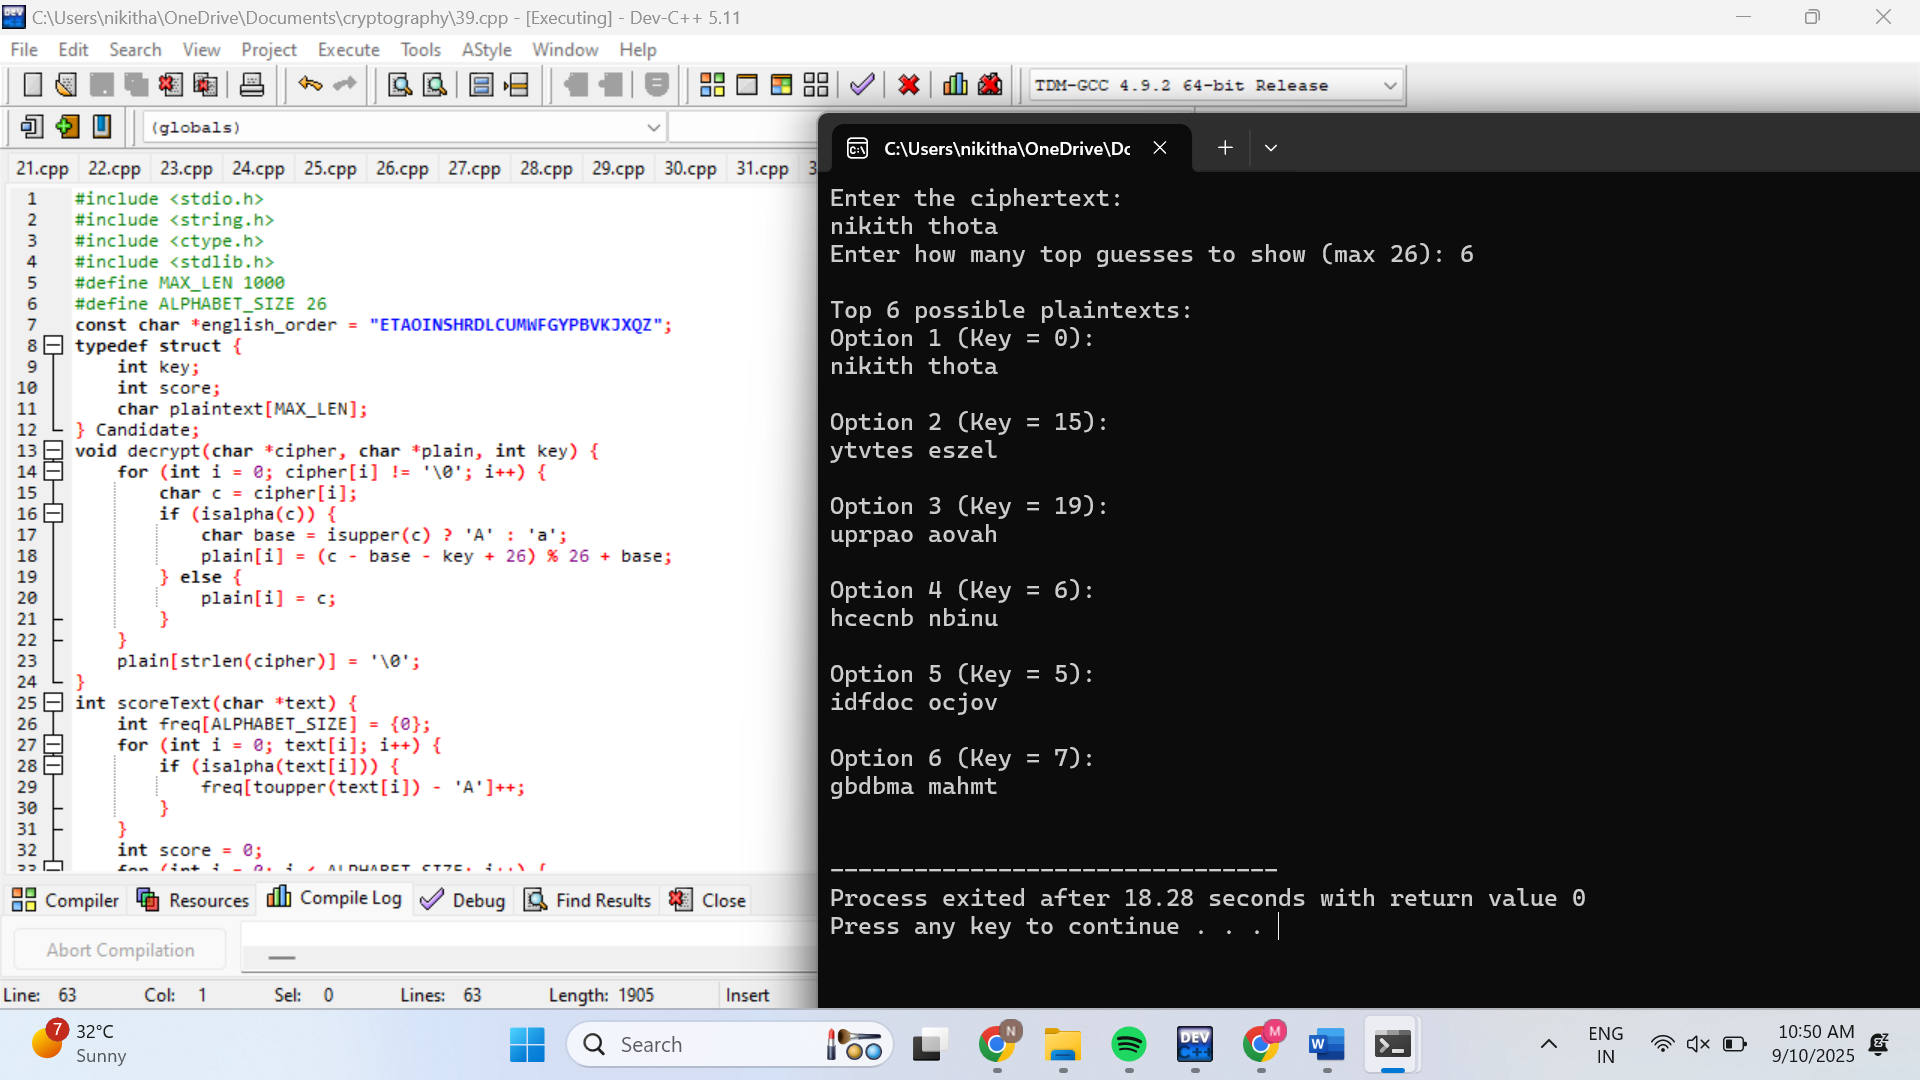 C:\Users\nikitha\OneDrive\Documents\cryptography\39.cpp - [Executing] - Dev-C++ 5.11
File Edit Search View Project Execute Tools AStyle Window Help
TDM-GCC 4.9.2 64-bit Release
(globals)
21.cpp 22.cpp 23.cpp 24.cpp 25.cpp 26.cpp 27.cpp 28.cpp 29.cpp 30.cpp 31.cpp 3
1 #include <stdio.h>
2 #include <string.h>
3 #include <ctype.h>
4 #include <stdlib.h>
5 #define MAX_LEN 1000
6 #define ALPHABET_SIZE 26
7 const char *english_order = "ETAOINSHRDLCUMWFGYPBVKJXQZ";
8 typedef struct {
9 int key;
10 int score;
11 char plaintext[MAX_LEN];
12 } Candidate;
13 void decrypt(char *cipher, char *plain, int key) {
14 for (int i = 0; cipher[i] != '\0'; i++) {
15 char c = cipher[i];
16 if (isalpha(c)) {
17 char base = isupper(c) ? 'A' : 'a';
18 plain[i] = (c - base - key + 26) % 26 + base;
19 } else {
20 plain[i] = c;
21 }
22 }
23 plain[strlen(cipher)] = '\0';
24 }
25 int scoreText(char *text) {
26 int freq[ALPHABET_SIZE] = {0};
27 for (int i = 0; text[i]; i++) {
28 if (isalpha(text[i])) {
29 freq[toupper(text[i]) - 'A']++;
30 }
31 }
32 int score = 0;
33 for (int i = 0; i < ALPHABET_SIZE; i++) {
Compiler Resources Compile Log Debug Find Results Close
Abort Compilation
Line: 63 Col: 1 Sel: 0 Lines: 63 Length: 1905 Insert
C:\Users\nikitha\OneDrive\Dc
Enter the ciphertext:
nikith thota
Enter how many top guesses to show (max 26): 6
Top 6 possible plaintexts:
Option 1 (Key = 0):
nikith thota
Option 2 (Key = 15):
ytvtes eszel
Option 3 (Key = 19):
uprpao aovah
Option 4 (Key = 6):
hcecnb nbinu
Option 5 (Key = 5):
idfdoc ocjov
Option 6 (Key = 7):
gbdbma mahmt
--------------------------------
Process exited after 18.28 seconds with return value 0
Press any key to continue . . .
7
32°C
Sunny
Search
N
DEV
C++
M
W
ENG
IN
10:50 AM
9/10/2025